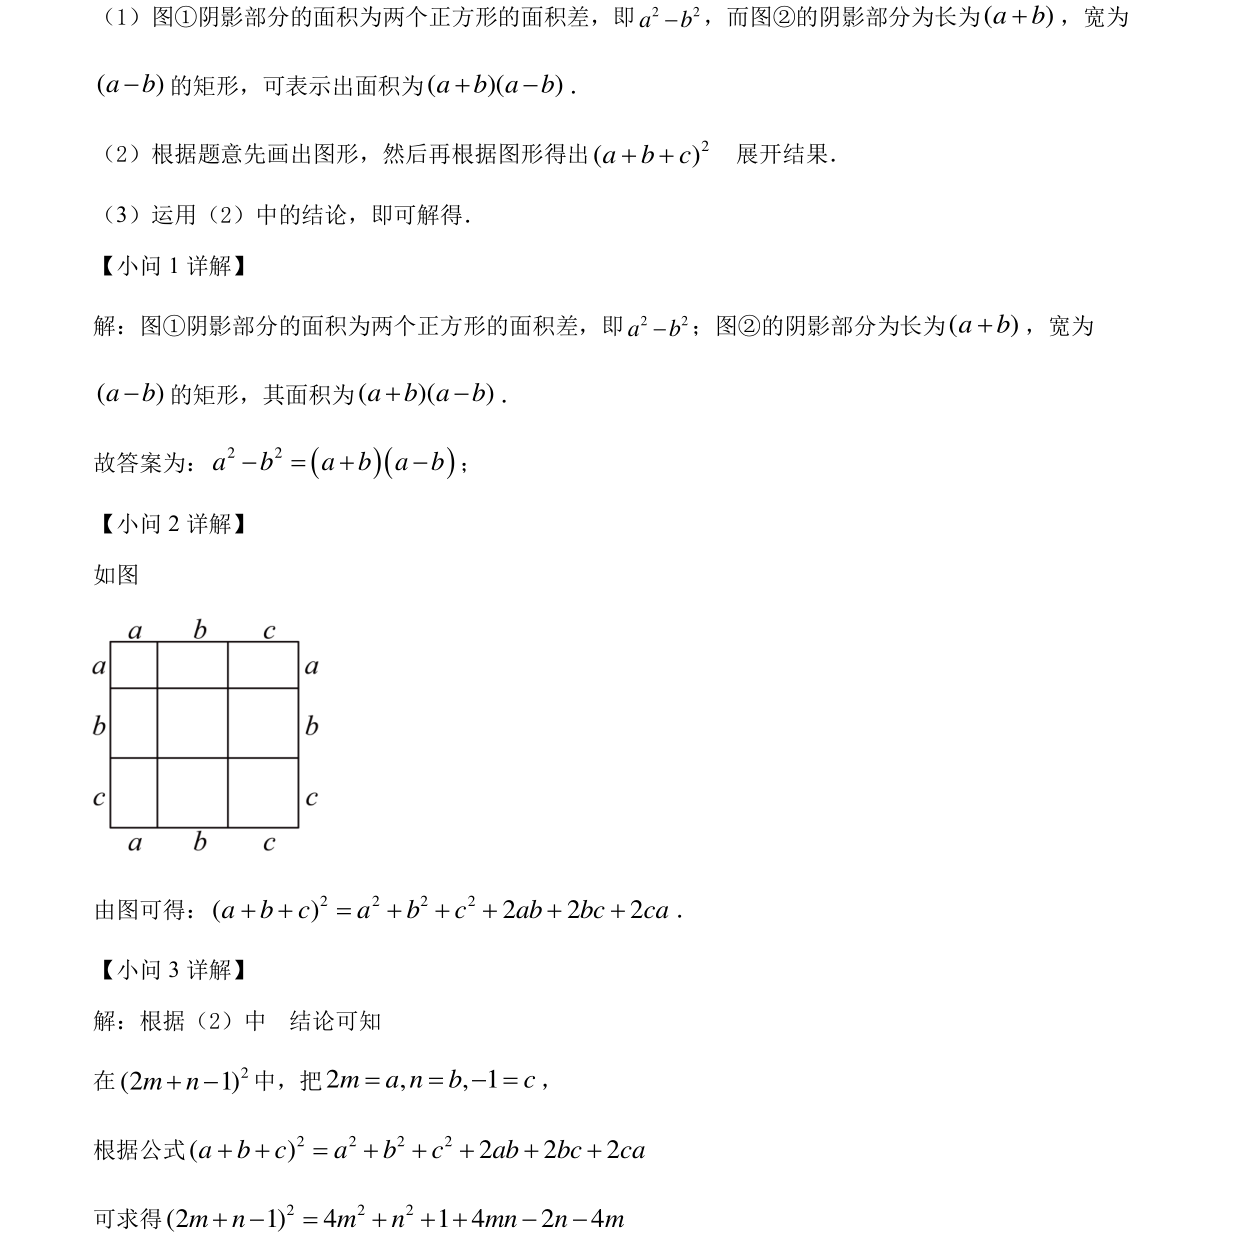 （1）图①阴影部分的面积为两个正方形的面积差，即a²−b²，而图②的阴影部分为长为(a+b)，宽为
(a−b)的矩形，可表示出面积为(a+b)(a−b)．
（2）根据题意先画出图形，然后再根据图形得出(a+b+c)² 展开结果．
（3）运用（2）中的结论，即可解得．
【小问1详解】
解：图①阴影部分的面积为两个正方形的面积差，即a²−b²；图②的阴影部分为长为(a+b)，宽为
(a−b)的矩形，其面积为(a+b)(a−b)．
故答案为：a²−b²=(a+b)(a−b)；
【小问2详解】
如图
a b c
a a
b b
c c
a b c
由图可得：(a+b+c)²=a²+b²+c²+2ab+2bc+2ca．
【小问3详解】
解：根据（2）中 结论可知
在(2m+n−1)²中，把2m=a,n=b,−1=c，
根据公式(a+b+c)²=a²+b²+c²+2ab+2bc+2ca
可求得(2m+n−1)²=4m²+n²+1+4mn−2n−4m